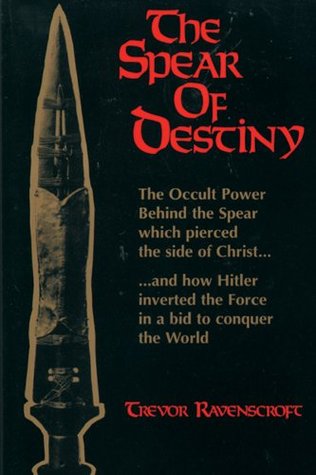 The
Spear
Of
Destiny
The Occult Power
Behind the Spear
which pierced
the side of Christ...
...and how Hitler
inverted the Force
in a bid to conquer
the World
Trevor Ravenscroft